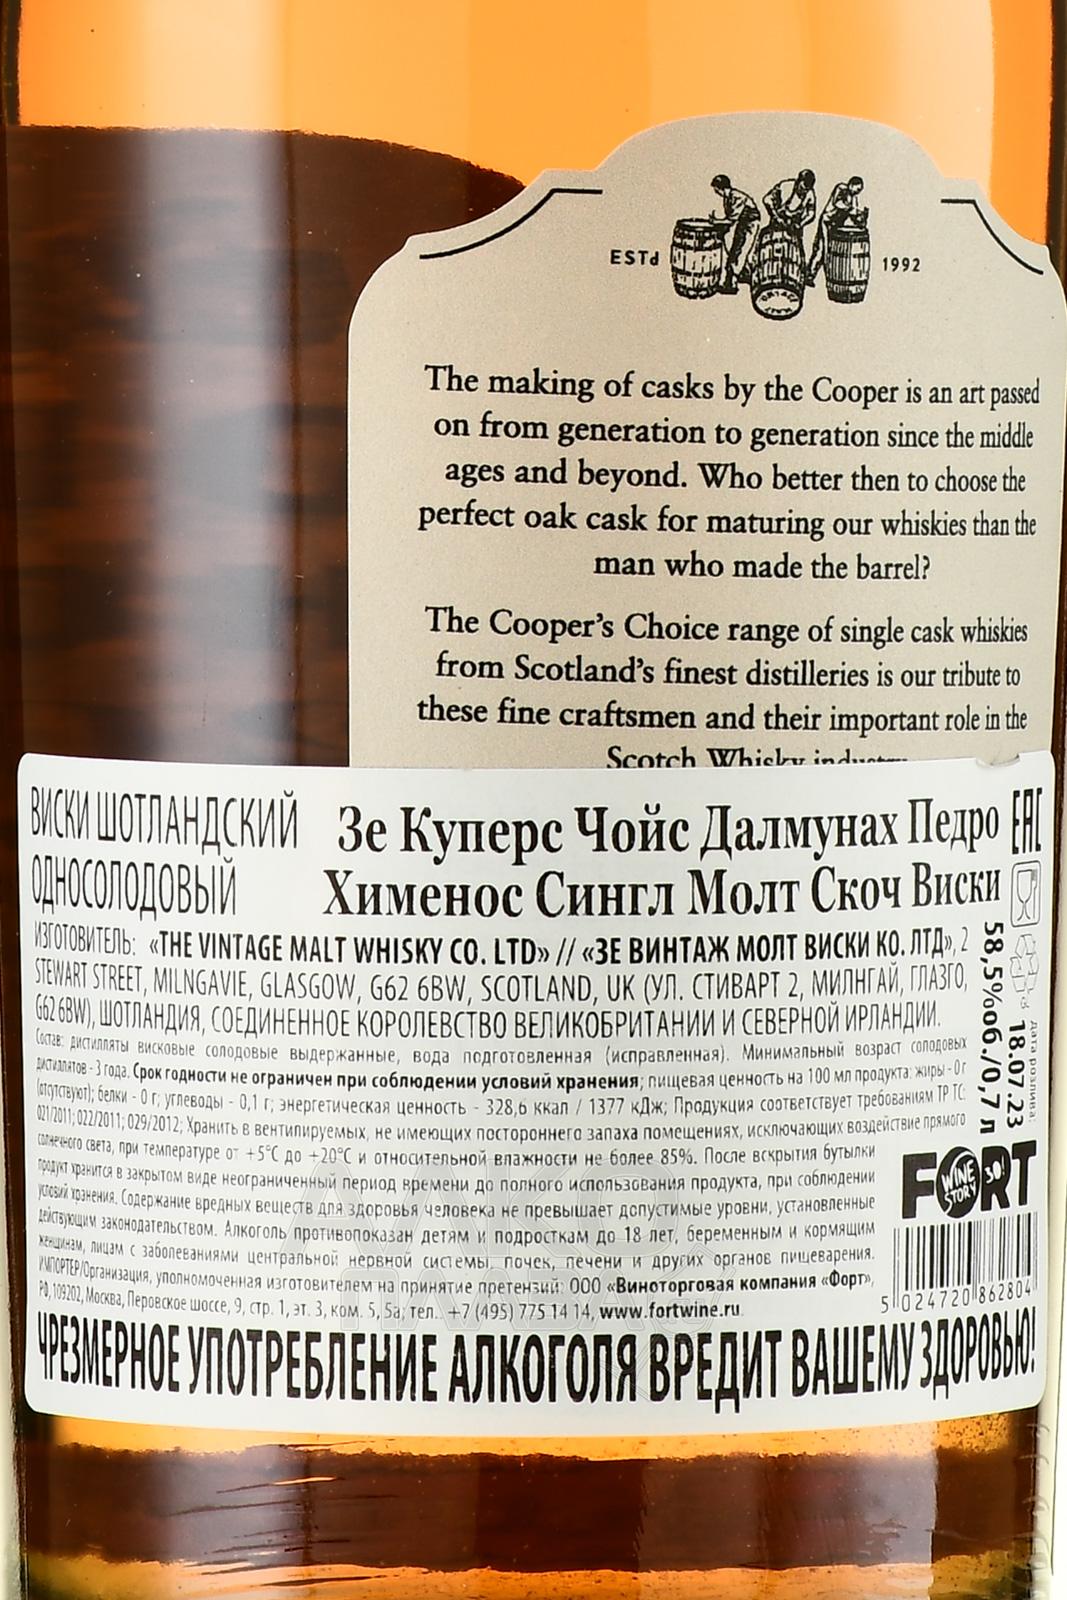 ESTd 1992
The making of casks by the Cooper is an art passed
on from generation to generation since the middle
ages and beyond. Who better then to choose the
perfect oak cask for maturing our whiskies than the
man who made the barrel?
The Cooper's Choice range of single cask whiskies
from Scotland's finest distilleries is our tribute to
these fine craftsmen and their important role in the
Scotch Whisky industry
ВИСКИ ШОТЛАНДСКИЙ
ОДНОСОЛОДОВЫЙ
Зе Куперс Чойс Далмунах Педро
Хименос Сингл Молт Скоч Виски
EAC
ИЗГОТОВИТЕЛЬ: «THE VINTAGE MALT WHISKY CO. LTD» // «ЗЕ ВИНТАЖ МОЛТ ВИСКИ КО. ЛТД», 2
STEWART STREET, MILNGAVIE, GLASGOW, G62 6BW, SCOTLAND, UK (УЛ. СТИВАРТ 2, МИЛНГАЙ, ГЛАЗГО,
G62 6BW), ШОТЛАНДИЯ, СОЕДИНЕННОЕ КОРОЛЕВСТВО ВЕЛИКОБРИТАНИИ И СЕВЕРНОЙ ИРЛАНДИИ.
Состав: дистилляты висковые солодовые выдержанные, вода подготовленная (исправленная). Минимальный возраст солодовых
дистиллятов - 3 года. Срок годности не ограничен при соблюдении условий хранения; пищевая ценность на 100 мл продукта: жиры - 0 г
(отсутствуют); белки - 0 г; углеводы - 0,1 г; энергетическая ценность - 328,6 ккал / 1377 кДж; Продукция соответствует требованиям ТР ТС:
021/2011; 022/2011; 029/2012; Хранить в вентилируемых, не имеющих постороннего запаха помещениях, исключающих воздействие прямого
солнечного света, при температуре от +5°C до +20°C и относительной влажности не более 85%. После вскрытия бутылки
продукт хранится в закрытом виде неограниченный период времени до полного использования продукта, при соблюдении
условий хранения. Содержание вредных веществ для здоровья человека не превышает допустимые уровни, установленные
действующим законодательством. Алкоголь противопоказан детям и подросткам до 18 лет, беременным и кормящим
женщинам, лицам с заболеваниями центральной нервной системы, почек, печени и других органов пищеварения.
ИМПОРТЕР/Организация, уполномоченная изготовителем на принятие претензий: ООО «Виноторговая компания «Форт»,
РФ, 109202, Москва, Перовское шоссе, 9, стр. 1, эт. 3, ком. 5, 5а; тел. +7 (495) 775 14 14, www.fortwine.ru
58,5%об./0,7 л
дата розлива:
18.07.23
FORT
WINE STORY 30!
5 024720 862804
ЧРЕЗМЕРНОЕ УПОТРЕБЛЕНИЕ АЛКОГОЛЯ ВРЕДИТ ВАШЕМУ ЗДОРОВЬЮ!